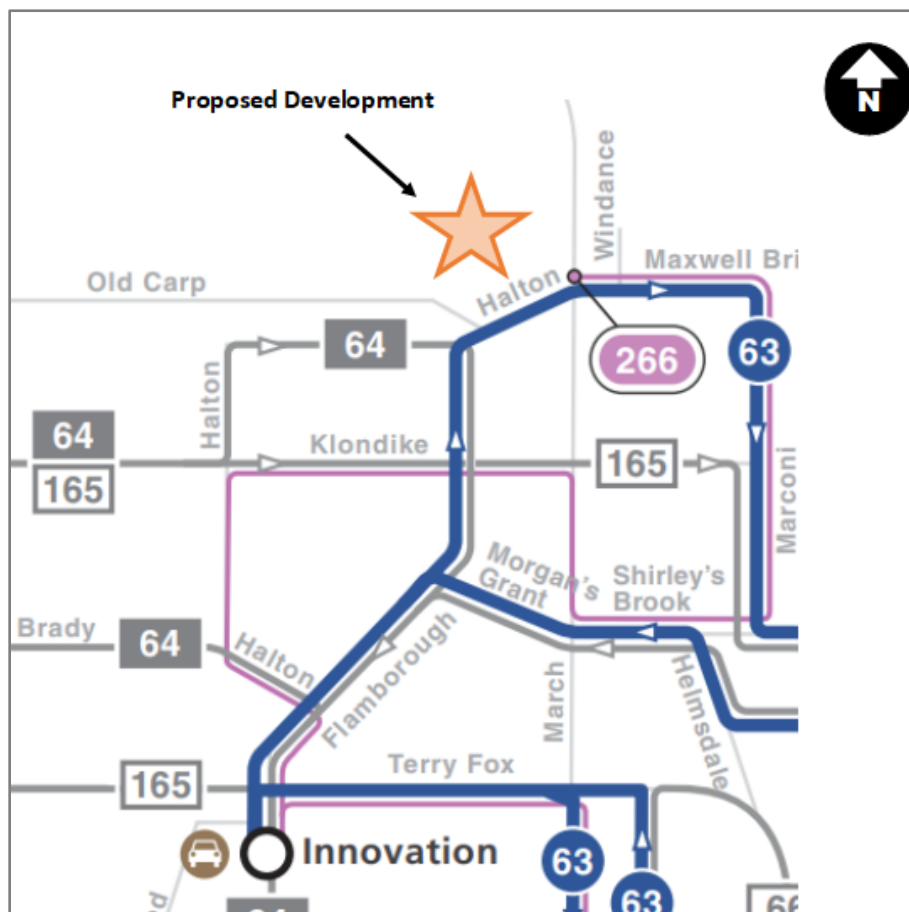 Proposed Development
N
Windance
Old Carp
Halton
Maxwell Bri
64
266
63
Halton
64
Klondike
165
165
Marconi
Morgan's
Grant
Shirley's
Brook
Brady
64
Halton
Flamborough
March
Helmsdale
Terry Fox
165
Innovation
63
63